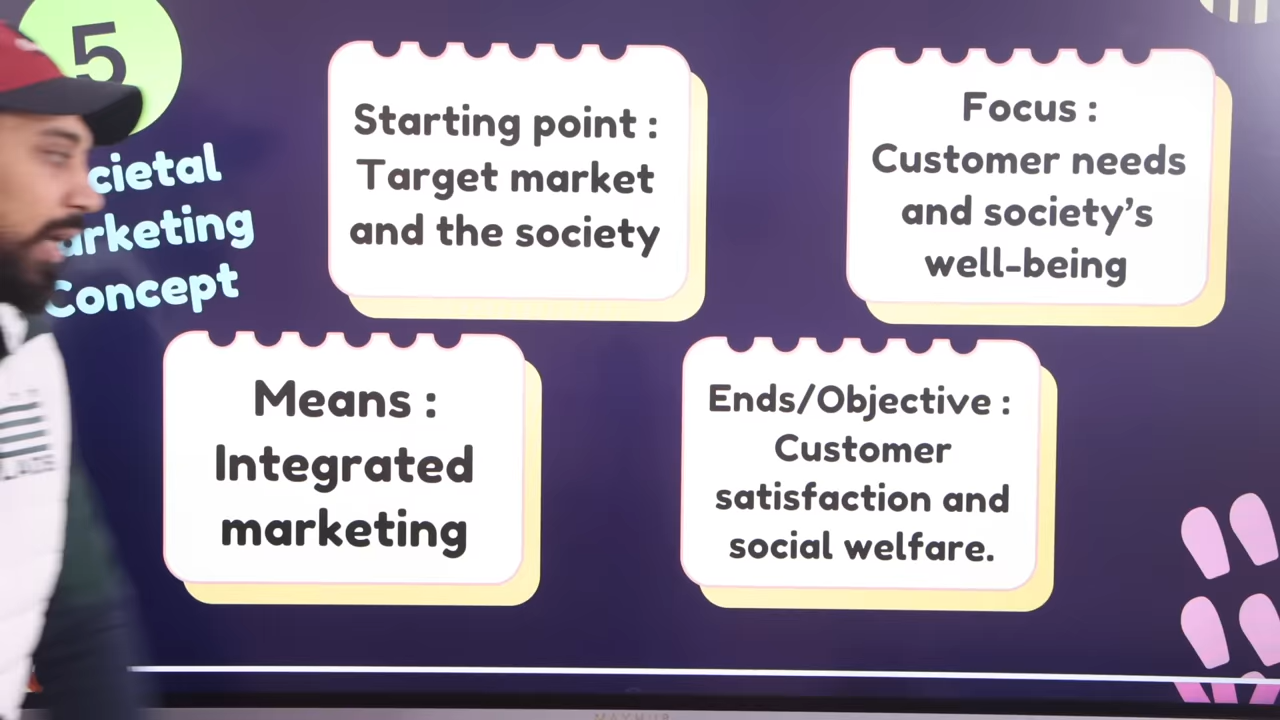 5
cietal
arketing
Concept
Starting point :
Target market
and the society
Focus :
Customer needs
and society's
well-being
Means :
Integrated
marketing
Ends/Objective :
Customer
satisfaction and
social welfare.